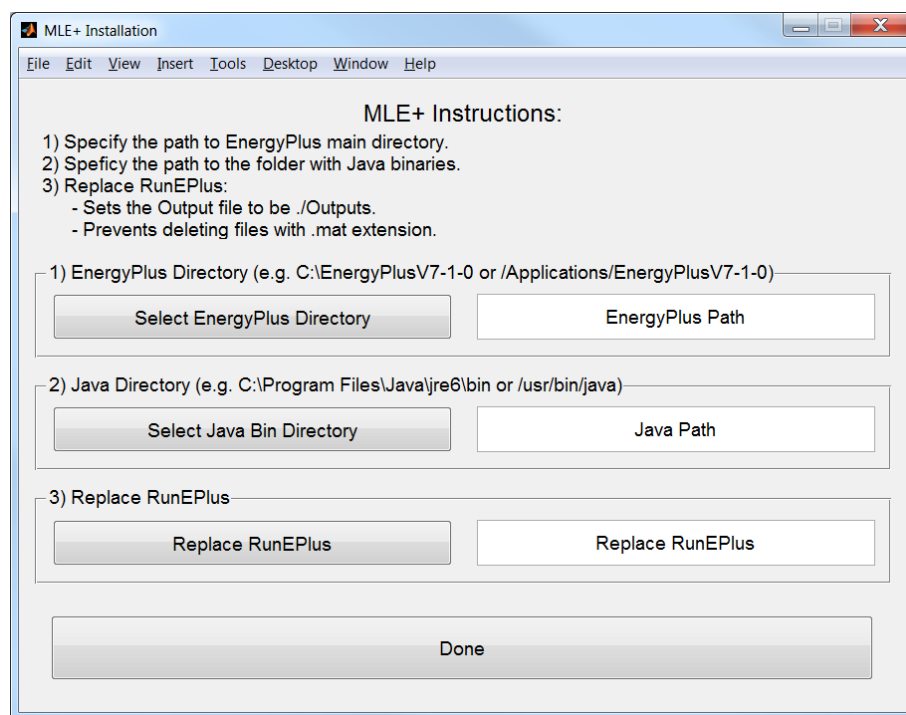 MLE+ Installation
File Edit View Insert Tools Desktop Window Help
MLE+ Instructions:
1) Specify the path to EnergyPlus main directory.
2) Speficy the path to the folder with Java binaries.
3) Replace RunEPlus:
- Sets the Output file to be ./Outputs.
- Prevents deleting files with .mat extension.
1) EnergyPlus Directory (e.g. C:\EnergyPlusV7-1-0 or /Applications/EnergyPlusV7-1-0)
Select EnergyPlus Directory EnergyPlus Path
2) Java Directory (e.g. C:\Program Files\Java\jre6\bin or /usr/bin/java)
Select Java Bin Directory Java Path
3) Replace RunEPlus
Replace RunEPlus Replace RunEPlus
Done